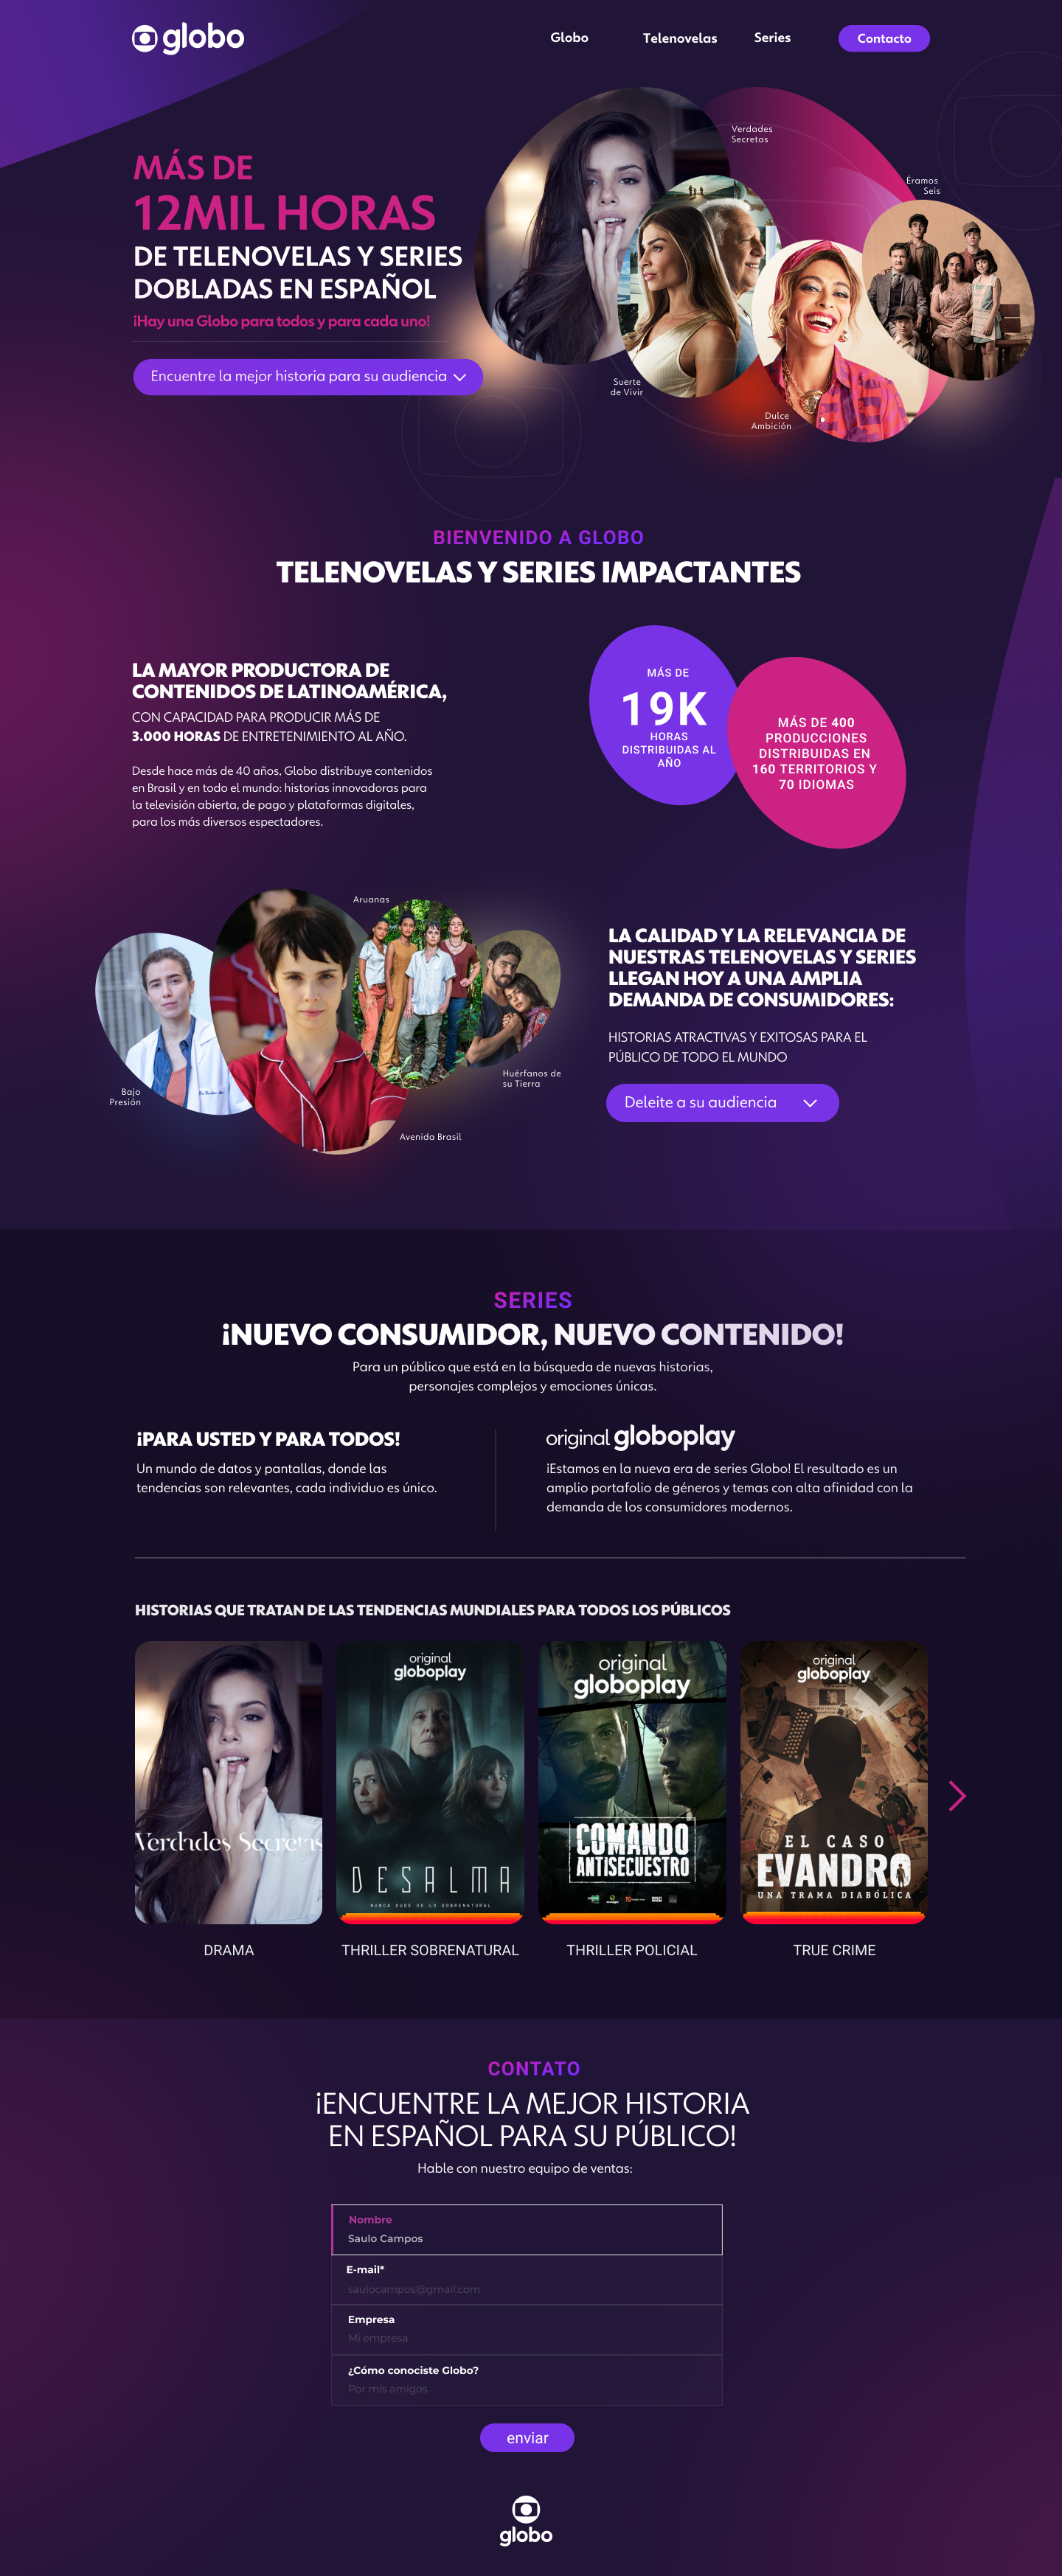 globo
Globo
Telenovelas
Series
Contacto
MÁS DE
12MIL HORAS
DE TELENOVELAS Y SERIES
DOBLADAS EN ESPAÑOL
¡Hay una Globo para todos y para cada uno!
Encuentre la mejor historia para su audiencia
Verdades
Secretas
Éramos
Seis
Suerte
de Vivir
Dulce
Ambición
BIENVENIDO A GLOBO
TELENOVELAS Y SERIES IMPACTANTES
LA MAYOR PRODUCTORA DE
CONTENIDOS DE LATINOAMÉRICA,
CON CAPACIDAD PARA PRODUCIR MÁS DE
3.000 HORAS DE ENTRETENIMIENTO AL AÑO.
Desde hace más de 40 años, Globo distribuye contenidos
en Brasil y en todo el mundo: historias innovadoras para
la televisión abierta, de pago y plataformas digitales,
para los más diversos espectadores.
MÁS DE
19K
HORAS
DISTRIBUIDAS AL
AÑO
MÁS DE 400
PRODUCCIONES
DISTRIBUIDAS EN
160 TERRITORIOS Y
70 IDIOMAS
Aruanas
Bajo
Presión
Huérfanos de
su Tierra
Avenida Brasil
LA CALIDAD Y LA RELEVANCIA DE
NUESTRAS TELENOVELAS Y SERIES
LLEGAN HOY A UNA AMPLIA
DEMANDA DE CONSUMIDORES:
HISTORIAS ATRACTIVAS Y EXITOSAS PARA EL
PÚBLICO DE TODO EL MUNDO
Deleite a su audiencia
SERIES
¡NUEVO CONSUMIDOR, NUEVO CONTENIDO!
Para un público que está en la búsqueda de nuevas historias,
personajes complejos y emociones únicas.
¡PARA USTED Y PARA TODOS!
Un mundo de datos y pantallas, donde las
tendencias son relevantes, cada individuo es único.
original globoplay
¡Estamos en la nueva era de series Globo! El resultado es un
amplio portafolio de géneros y temas con alta afinidad con la
demanda de los consumidores modernos.
HISTORIAS QUE TRATAN DE LAS TENDENCIAS MUNDIALES PARA TODOS LOS PÚBLICOS
Verdades Secretas
original
globoplay
DESALMA
NUNCA DUDE DE LO SOBRENATURAL
original
globoplay
COMANDO
ANTISECUESTRO
original
globoplay
EL CASO
EVANDRO
UNA TRAMA DIABÓLICA
DRAMA
THRILLER SOBRENATURAL
THRILLER POLICIAL
TRUE CRIME
CONTATO
¡ENCUENTRE LA MEJOR HISTORIA
EN ESPAÑOL PARA SU PÚBLICO!
Hable con nuestro equipo de ventas:
Nombre
Saulo Campos
E-mail*
saulocampos@gmail.com
Empresa
Mi empresa
¿Cómo conociste Globo?
Por mis amigos
enviar
globo